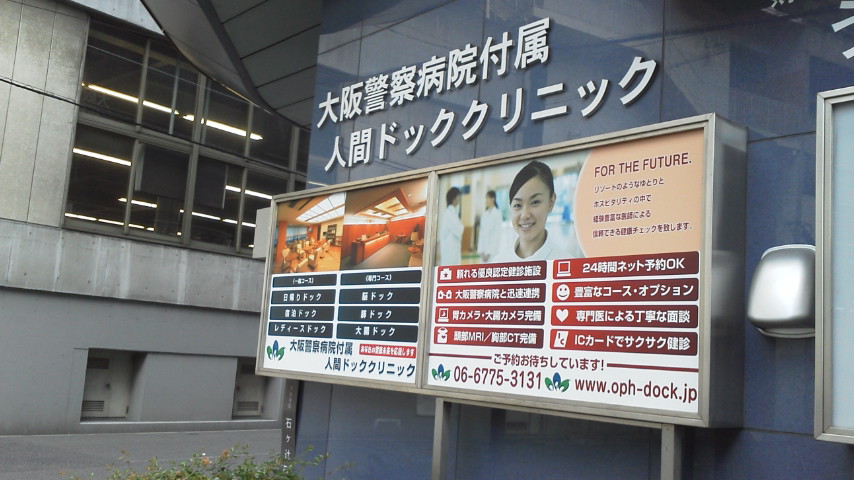 大阪警察病院付属
人間ドッククリニック
FOR THE FUTURE.
リゾートのようなゆとりと
ホスピタリティの中で
経験豊富な医師による
信頼できる健康チェックを致します。
(一般コース)
(専門コース)
日帰りドック
脳ドック
宿泊ドック
肺ドック
レディースドック
大腸ドック
大阪警察病院付属
人間ドッククリニック
頼れる優良認定健診施設
24時間ネット予約OK
大阪警察病院と迅速連携
豊富なコース・オプション
胃カメラ・大腸カメラ完備
専門医による丁寧な面談
頭部MRI/胸部CT完備
ICカードでサクサク健診
ご予約お待ちしています!
06-6775-3131
www.oph-dock.jp
石ヶ辻